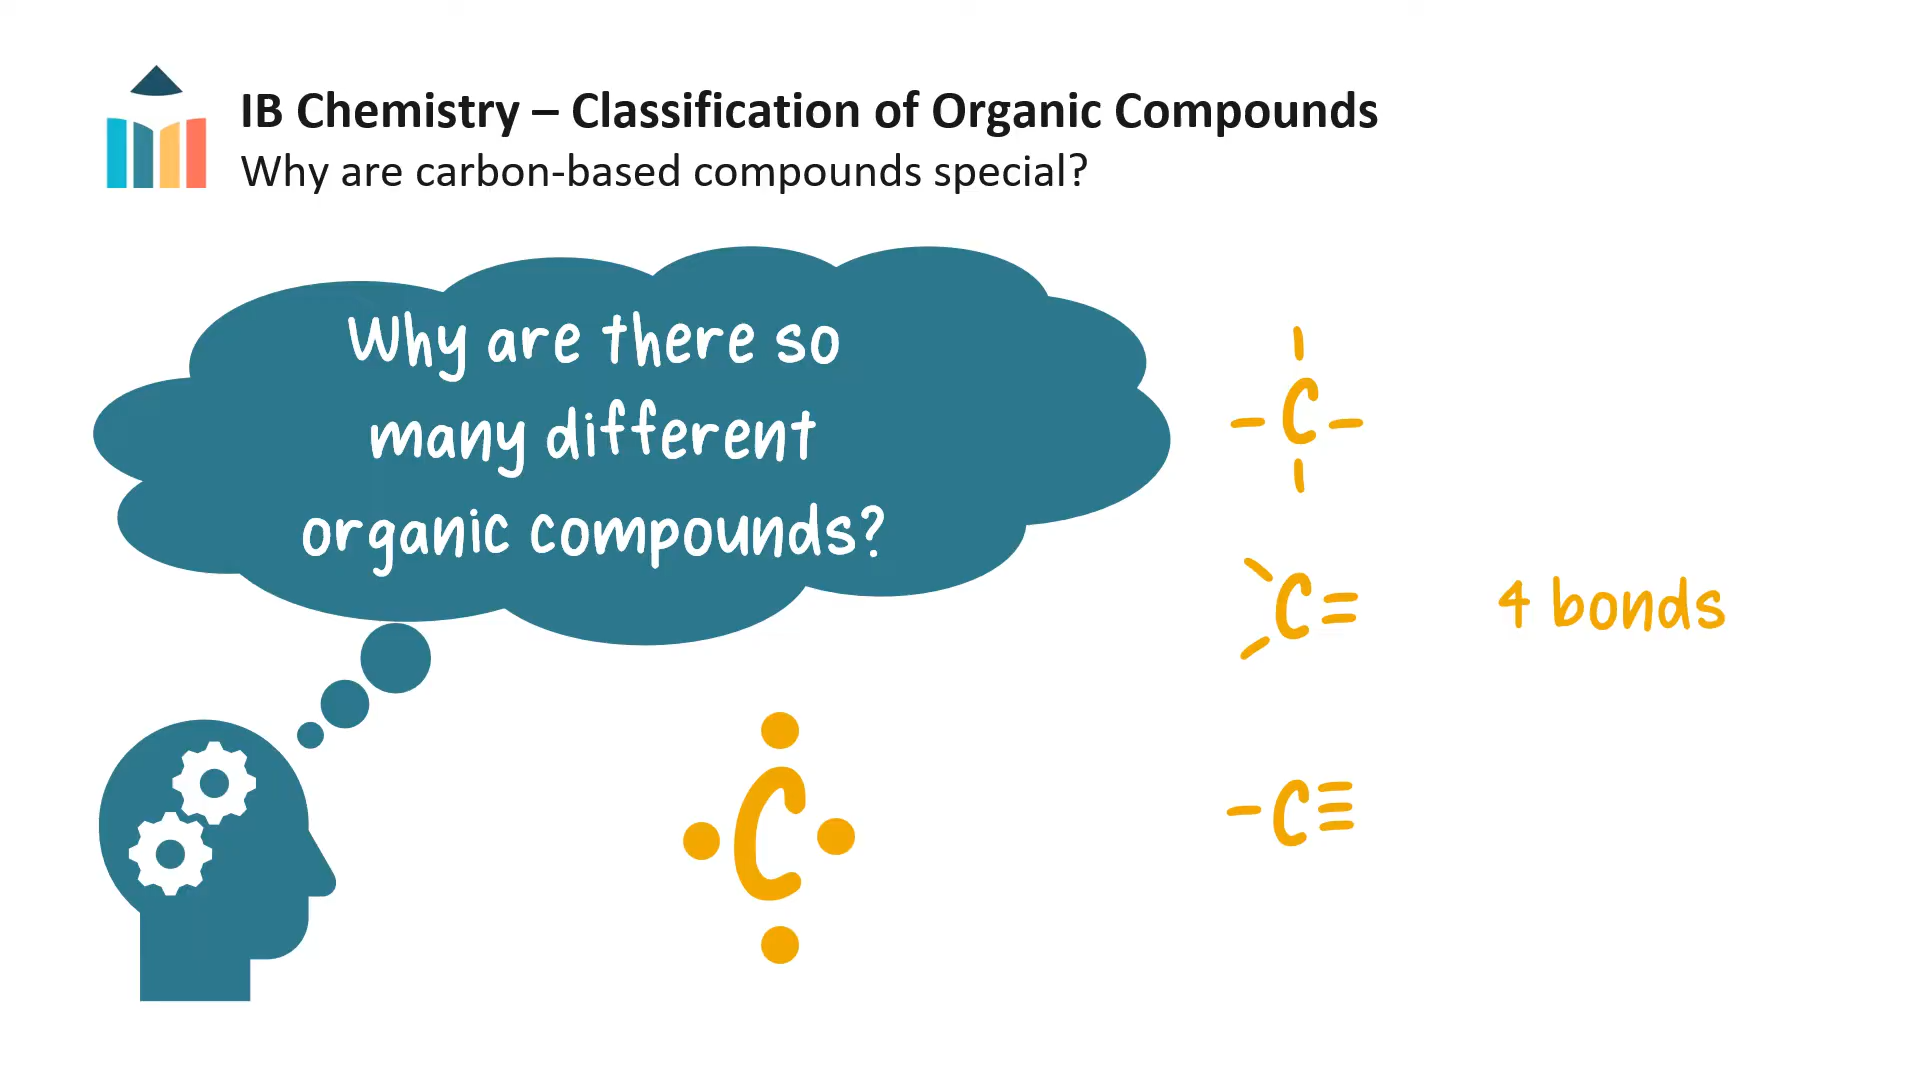 IB Chemistry – Classification of Organic Compounds
Why are carbon-based compounds special?
Why are there so
many different
organic compounds?
C
C
C
4 bonds
C